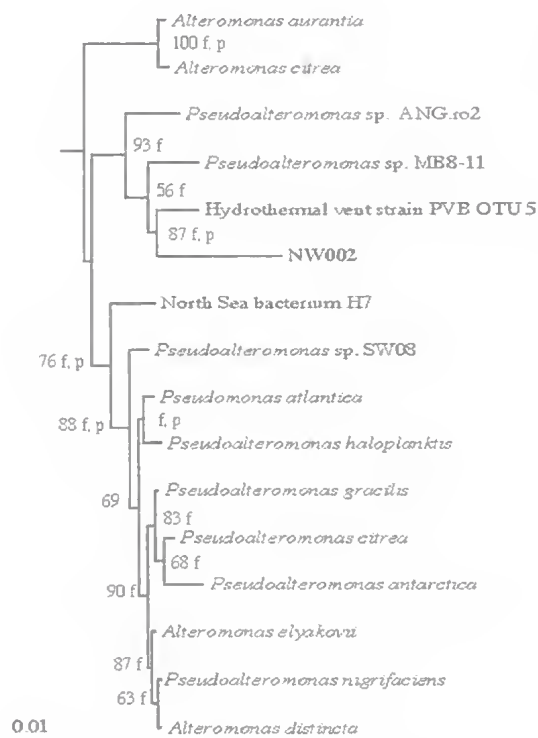 Alteromonas aurantia
100 f, p
Alteromonas citrea
Pseudoalteromonas sp. ANG.ro2
93 f
Pseudoalteromonas sp. MB8-11
56 f
Hydrothermal vent strain PVB OTU 5
87 f, p
NW002
North Sea bacterium H7
Pseudoalteromonas sp. SW08
76 f, p
Pseudomonas atlantica
f, p
88 f, p
Pseudoalteromonas haloplanktis
Pseudoalteromonas gracilis
69
83 f
Pseudoalteromonas citrea
68 f
Pseudoalteromonas antarctica
90 f
Alteromonas elyakovii
87 f
Pseudoalteromonas nigrifaciens
63 f
0.01
Alteromonas distincta